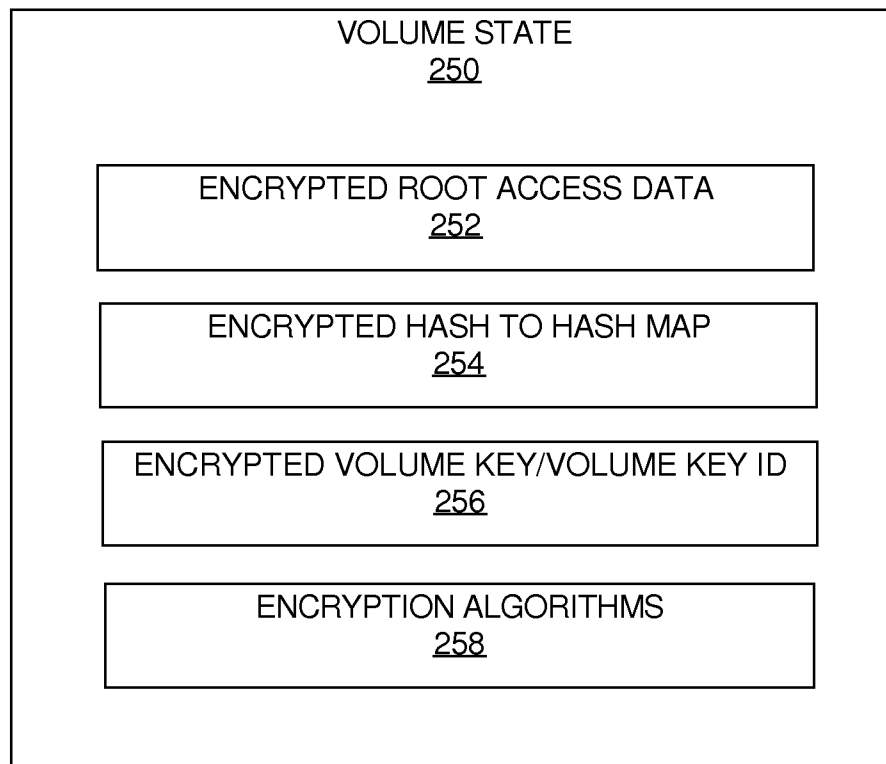 VOLUME STATE
250
ENCRYPTED ROOT ACCESS DATA
252
ENCRYPTED HASH TO HASH MAP
254
ENCRYPTED VOLUME KEY/VOLUME KEY ID
256
ENCRYPTION ALGORITHMS
258